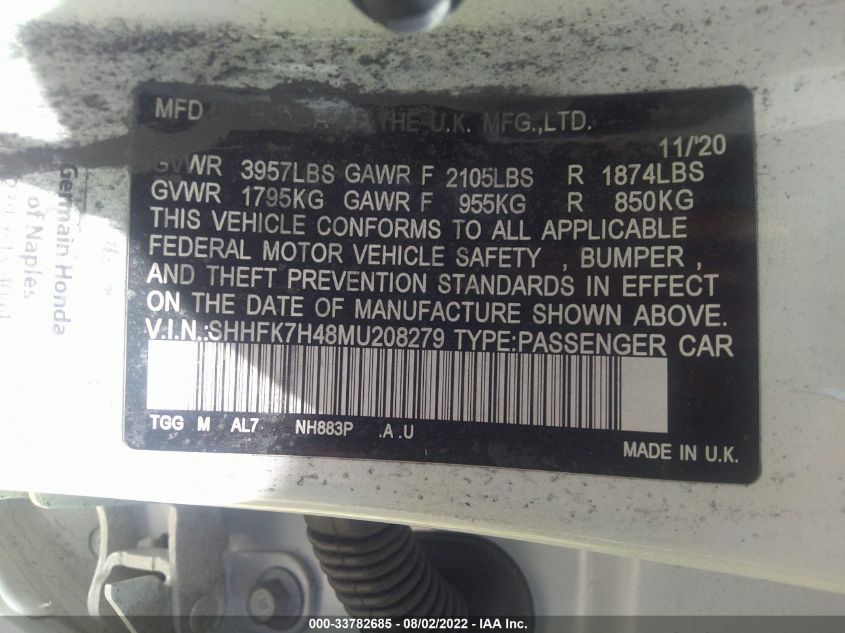 MFD HONDA OF THE U.K. MFG.,LTD.
11/'20
GVWR 3957LBS GAWR F 2105LBS R 1874LBS
GVWR 1795KG GAWR F 955KG R 850KG
THIS VEHICLE CONFORMS TO ALL APPLICABLE
FEDERAL MOTOR VEHICLE SAFETY , BUMPER ,
AND THEFT PREVENTION STANDARDS IN EFFECT
ON THE DATE OF MANUFACTURE SHOWN ABOVE.
V.I.N.:SHHFK7H48MU208279 TYPE:PASSENGER CAR
TGG M AL7 NH883P .A .U
MADE IN U.K.
Germain Honda
of Naples
000-33782685 - 08/02/2022 - IAA Inc.